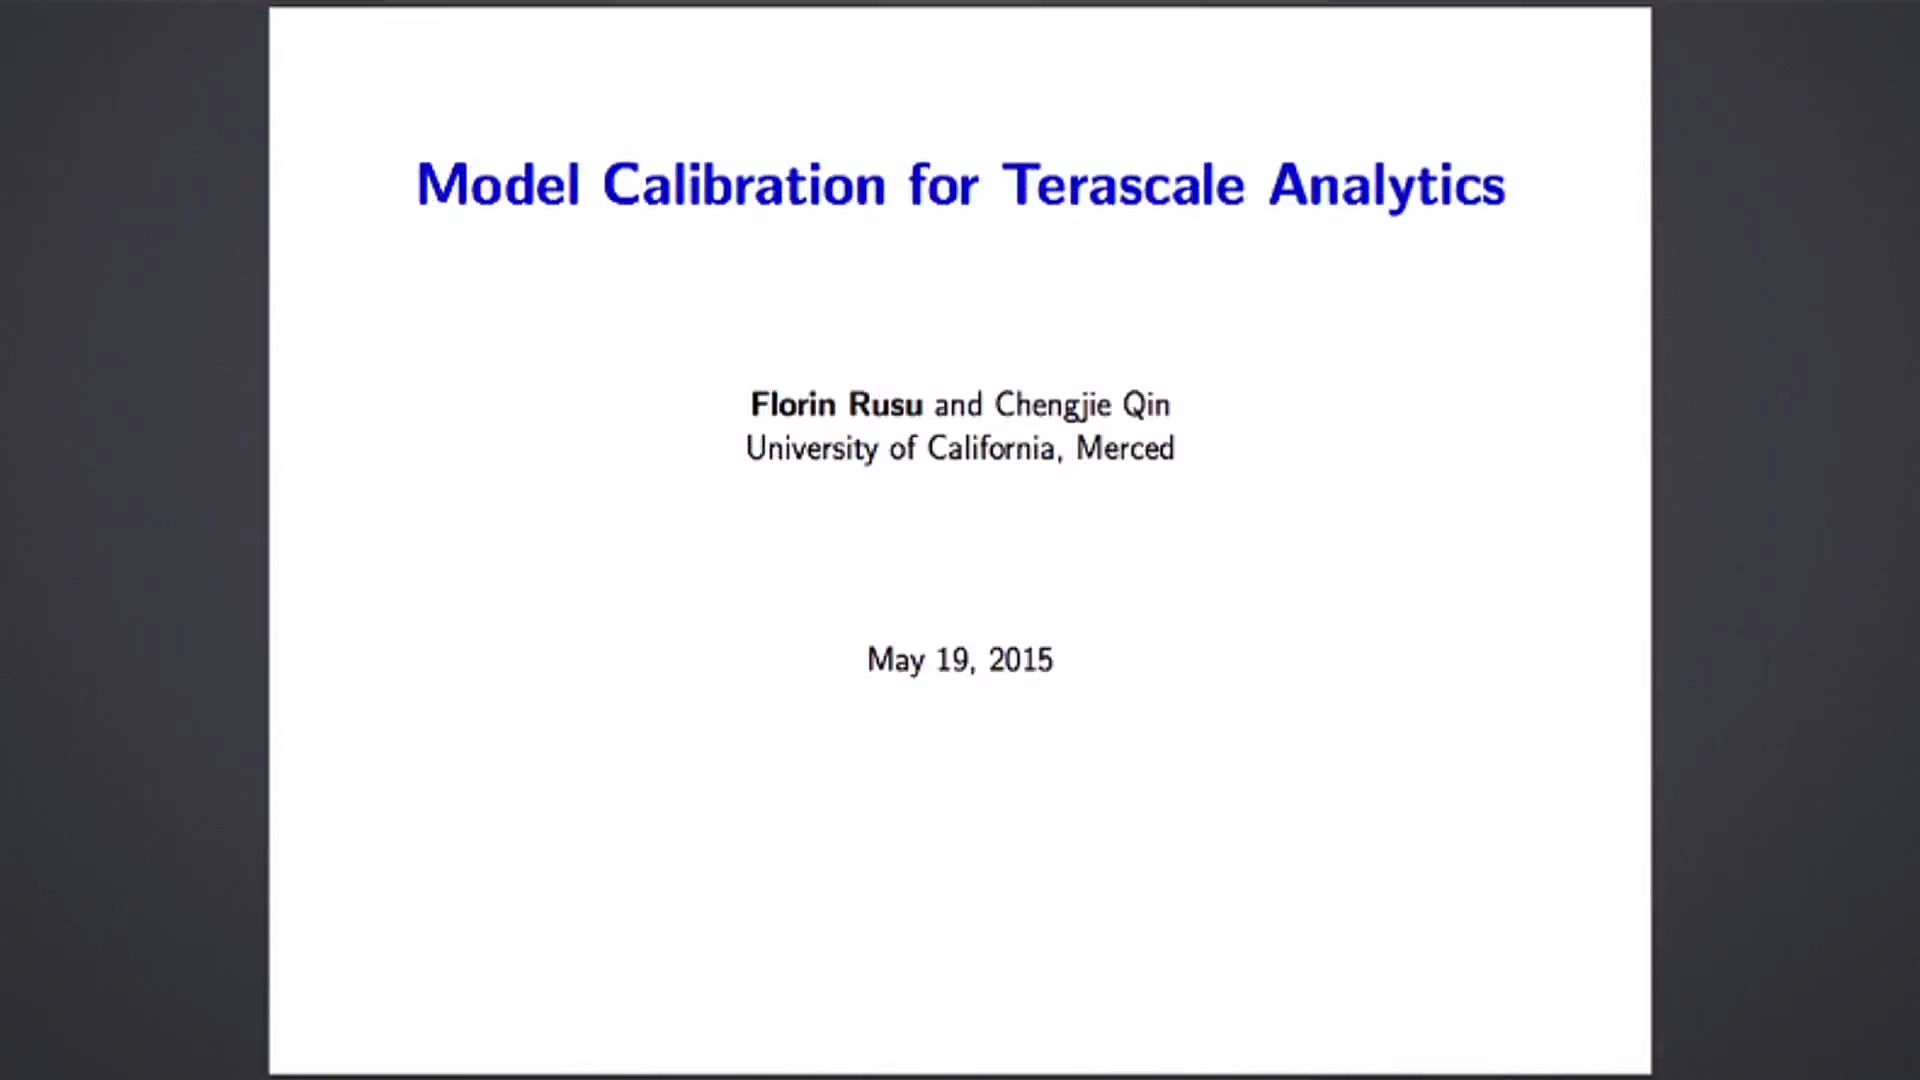 Model Calibration for Terascale Analytics
Florin Rusu and Chengjie Qin
University of California, Merced
May 19, 2015